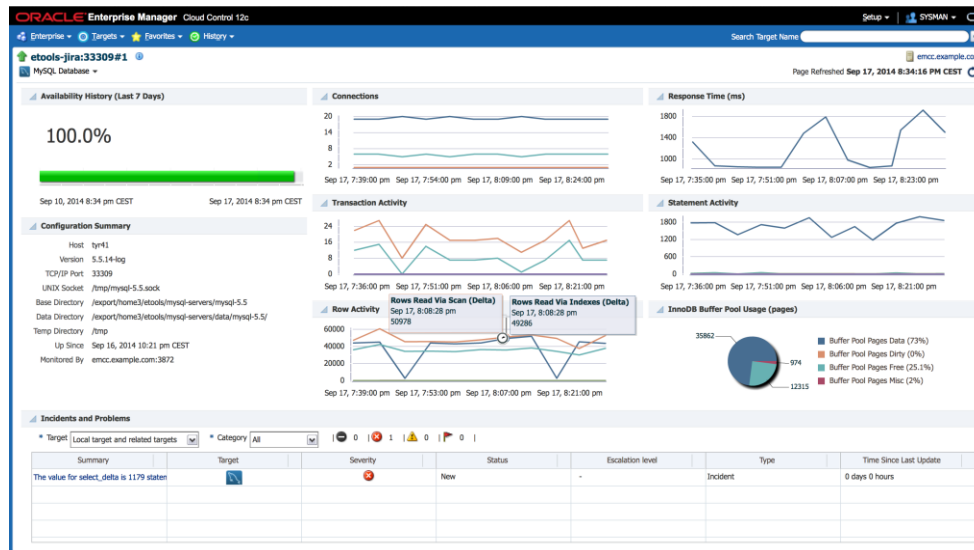 ORACLE Enterprise Manager Cloud Control 12c
Setup
SYSMAN
Enterprise
Targets
Favorites
History
Search Target Name
etools-jira:33309#1
emcc.example.co
MySQL Database
Page Refreshed Sep 17, 2014 8:34:16 PM CEST
Availability History (Last 7 Days)
100.0%
Sep 10, 2014 8:34 pm CEST
Sep 17, 2014 8:34 pm CEST
Configuration Summary
Host tyr41
Version 5.5.14-log
TCP/IP Port 33309
UNIX Socket /tmp/mysql-5.5.sock
Base Directory /export/home3/etools/mysql-servers/mysql-5.5
Data Directory /export/home3/etools/mysql-servers/data/mysql-5.5/
Temp Directory /tmp
Up Since Sep 16, 2014 10:21 pm CEST
Monitored By emcc.example.com:3872
Connections
20
14
8
2
Sep 17, 7:39:00 pm Sep 17, 7:54:00 pm Sep 17, 8:09:00 pm Sep 17, 8:24:00 pm
Transaction Activity
24
16
8
0
Sep 17, 7:36:00 pm Sep 17, 7:51:00 pm Sep 17, 8:06:00 pm Sep 17, 8:21:00 pm
Row Activity
Rows Read Via Scan (Delta)
Sep 17, 8:08:28 pm
50978
Rows Read Via Indexes (Delta)
Sep 17, 8:08:28 pm
49286
60000
40000
20000
0
Sep 17, 7:39:00 pm Sep 17, 7:53:00 pm Sep 17, 8:07:00 pm Sep 17, 8:21:00 pm
Response Time (ms)
1800
1400
1000
Sep 17, 7:35:00 pm Sep 17, 7:51:00 pm Sep 17, 8:07:00 pm Sep 17, 8:23:00 pm
Statement Activity
1800
1200
600
0
Sep 17, 7:36:00 pm Sep 17, 7:51:00 pm Sep 17, 8:06:00 pm Sep 17, 8:21:00 pm
InnoDB Buffer Pool Usage (pages)
35862
974
12315
Buffer Pool Pages Data (73%)
Buffer Pool Pages Dirty (0%)
Buffer Pool Pages Free (25.1%)
Buffer Pool Pages Misc (2%)
Incidents and Problems
* Target Local target and related targets * Category All | 0 | 1 | 0 | 0 |
Summary Target Severity Status Escalation level Type Time Since Last Update
The value for select_delta is 1179 staten New - Incident 0 days 0 hours